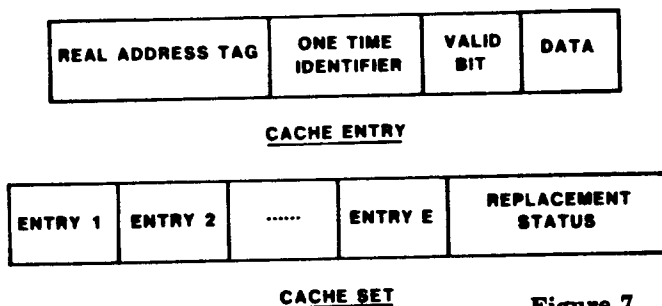 REAL ADDRESS TAG
ONE TIME
IDENTIFIER
VALID
BIT
DATA
CACHE ENTRY
ENTRY 1
ENTRY 2
......
ENTRY E
REPLACEMENT
STATUS
CACHE SET
Figure 7